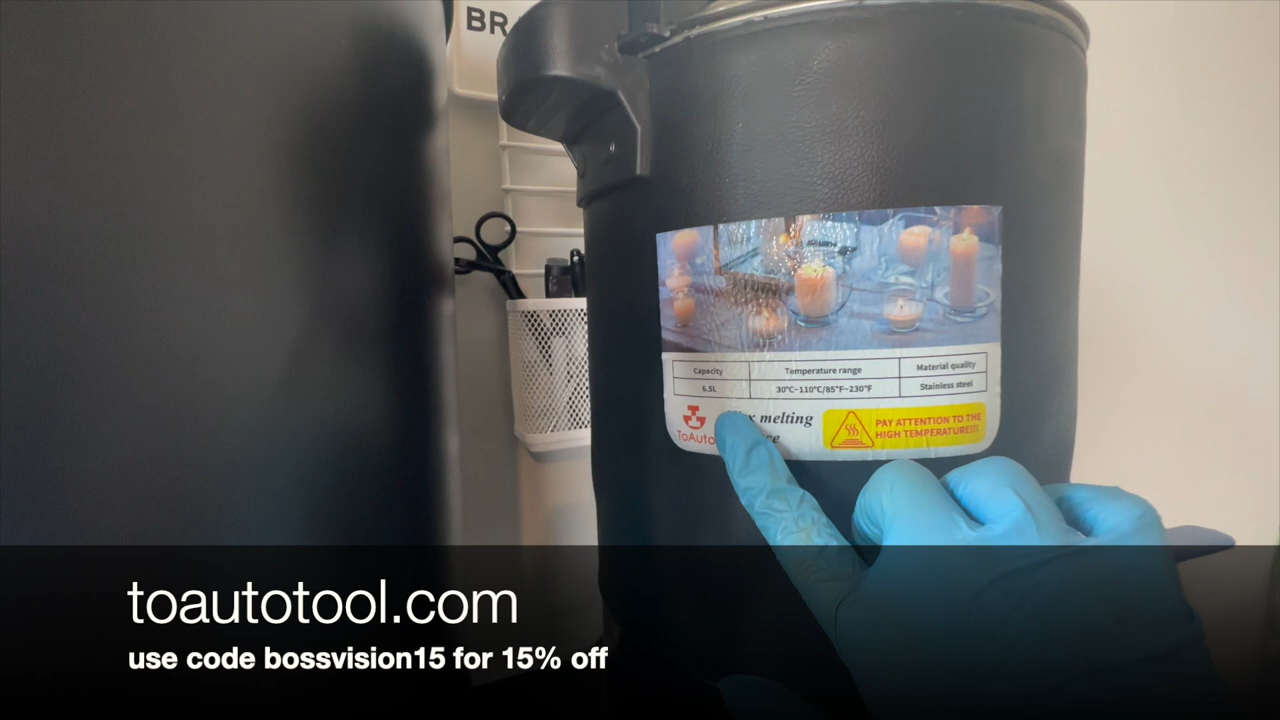 BR
Capacity
Temperature range
Material quality
6.5L
30°C~110°C/85°F~230°F
Stainless steel
melting
ToAuto
PAY ATTENTION TO THE
HIGH TEMPERATURE!!!
toautotool.com
use code bossvision15 for 15% off